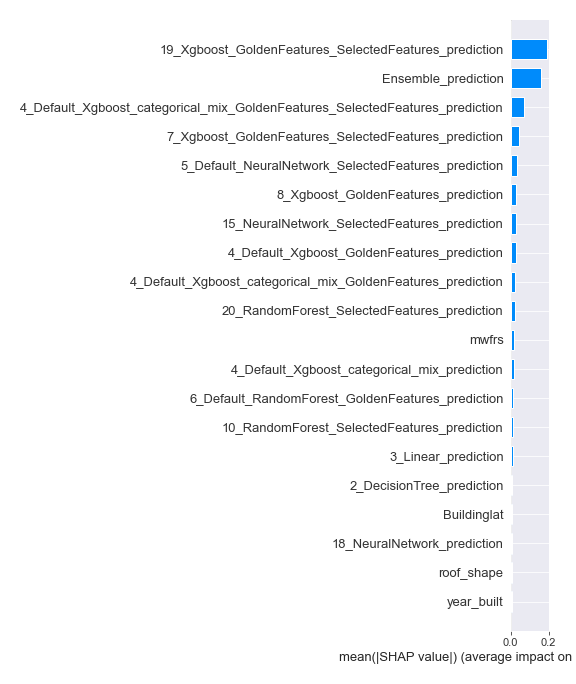 19_Xgboost_GoldenFeatures_SelectedFeatures_prediction
Ensemble_prediction
4_Default_Xgboost_categorical_mix_GoldenFeatures_SelectedFeatures_prediction
7_Xgboost_GoldenFeatures_SelectedFeatures_prediction
5_Default_NeuralNetwork_SelectedFeatures_prediction
8_Xgboost_GoldenFeatures_prediction
15_NeuralNetwork_SelectedFeatures_prediction
4_Default_Xgboost_GoldenFeatures_prediction
4_Default_Xgboost_categorical_mix_GoldenFeatures_prediction
20_RandomForest_SelectedFeatures_prediction
mwfrs
4_Default_Xgboost_categorical_mix_prediction
6_Default_RandomForest_GoldenFeatures_prediction
10_RandomForest_SelectedFeatures_prediction
3_Linear_prediction
2_DecisionTree_prediction
Buildinglat
18_NeuralNetwork_prediction
roof_shape
year_built
0.0 0.2
mean(|SHAP value|) (average impact on